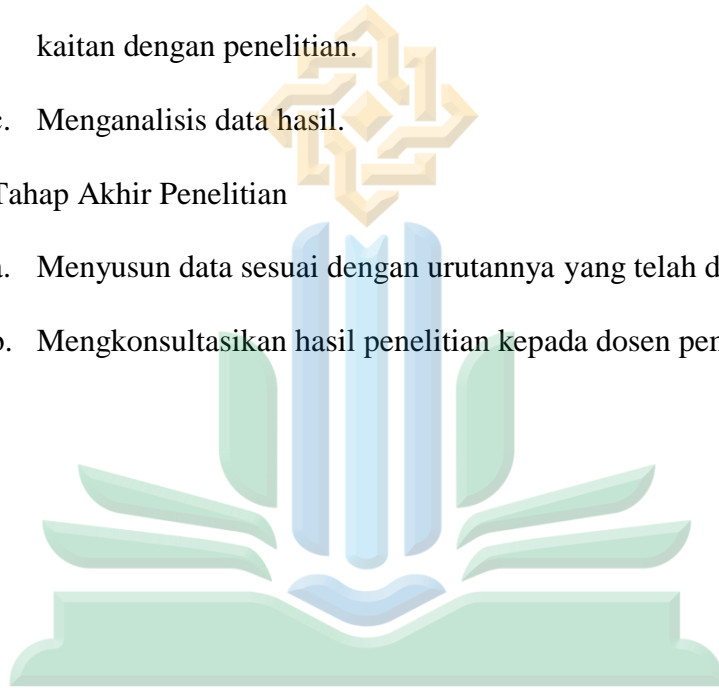 kaitan dengan penelitian.
c. Menganalisis data hasil.
Tahap Akhir Penelitian
a. Menyusun data sesuai dengan urutannya yang telah
b. Mengkonsultasikan hasil penelitian kepada dosen